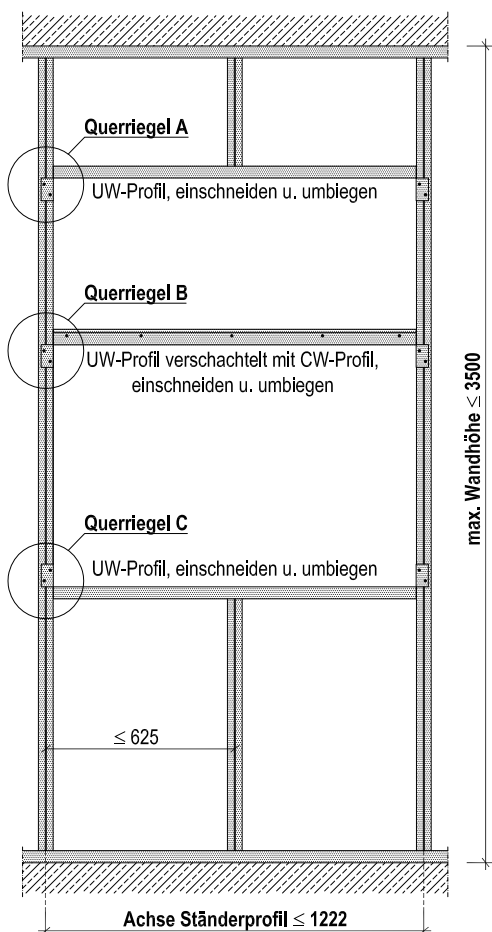 Querriegel A
UW-Profil, einschneiden u. umbiegen
Querriegel B
UW-Profil verschachtelt mit CW-Profil,
einschneiden u. umbiegen
Querriegel C
UW-Profil, einschneiden u. umbiegen
≤ 625
Achse Ständerprofil ≤ 1222
max. Wandhöhe ≤ 3500